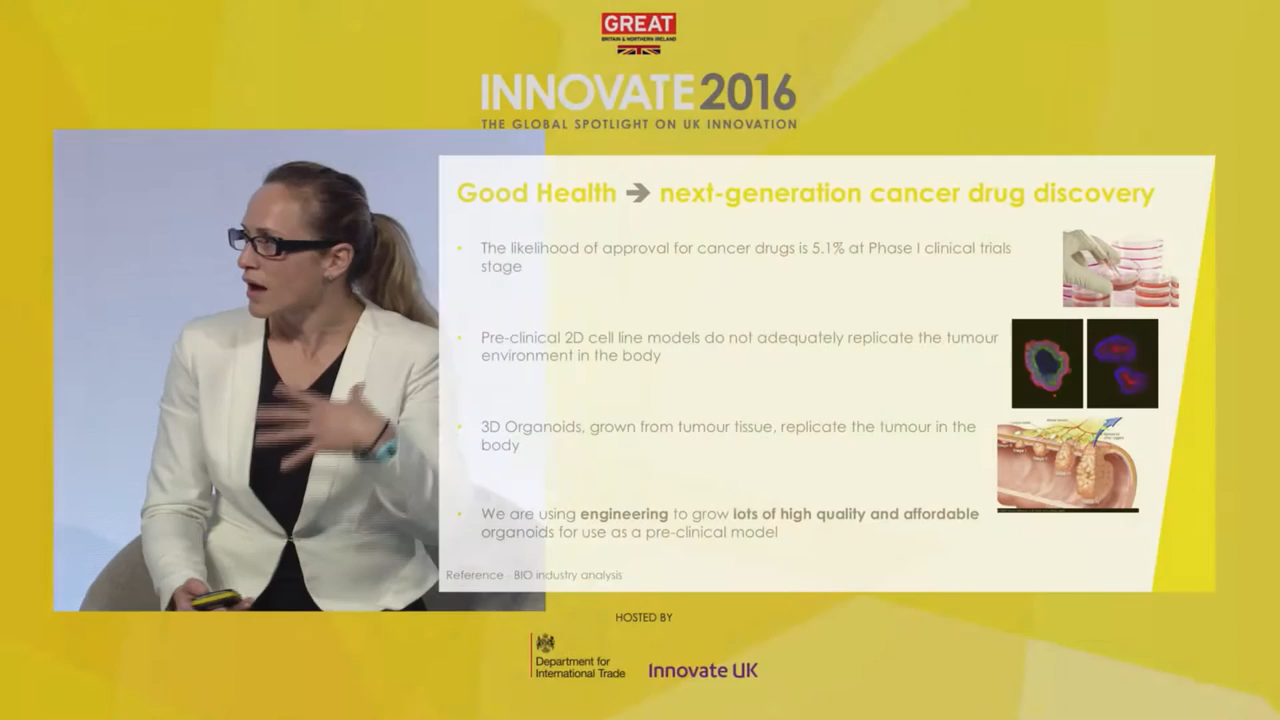 GREAT
BRITAIN & NORTHERN IRELAND
INNOVATE 2016
THE GLOBAL SPOTLIGHT ON UK INNOVATION
Good Health ➔ next-generation cancer drug discovery
• The likelihood of approval for cancer drugs is 5.1% at Phase I clinical trials
stage
• Pre-clinical 2D cell line models do not adequately replicate the tumour
environment in the body
• 3D Organoids, grown from tumour tissue, replicate the tumour in the
body
• We are using engineering to grow lots of high quality and affordable
organoids for use as a pre-clinical model
Reference - BIO industry analysis
HOSTED BY
Department for
International Trade
Innovate UK